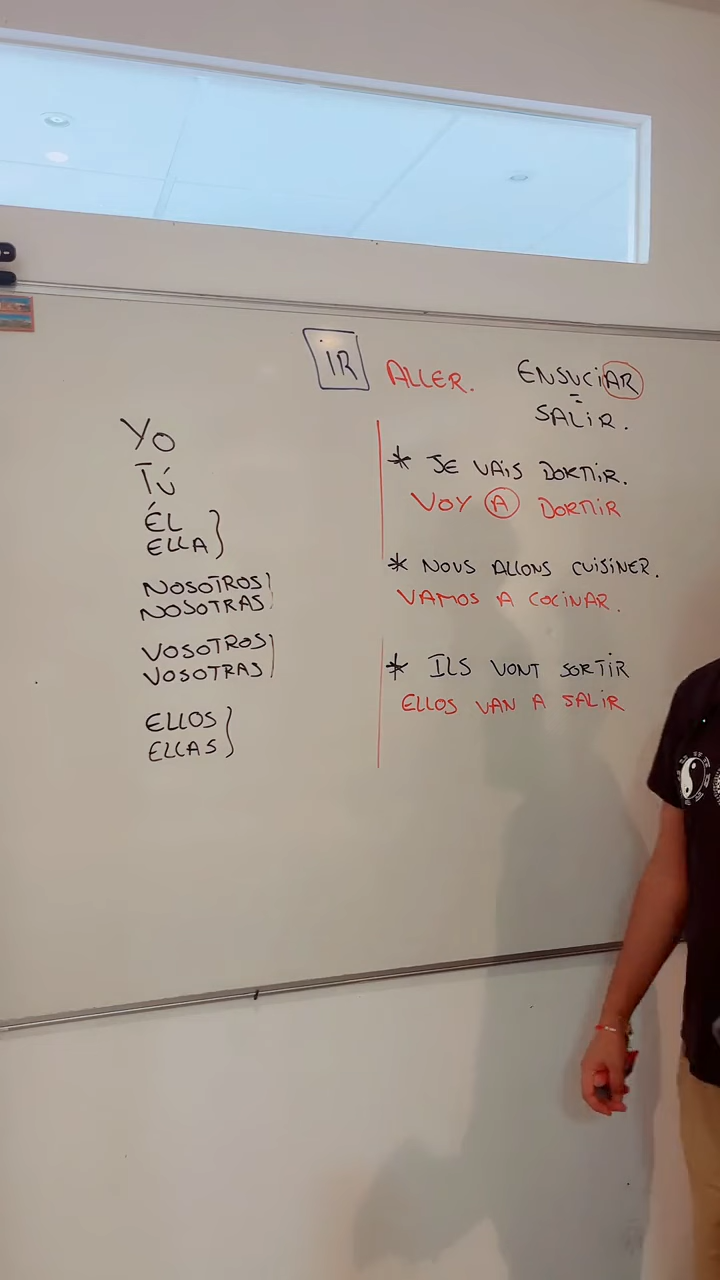 IR ALLER. ENSUCIAR
=
SALIR.
YO
TÚ
ÉL
ELLA
NOSOTROS
NOSOTRAS
VOSOTROS
VOSOTRAS
ELLOS
ELLAS
* JE VAIS DORMIR.
VOY A DORMIR
* NOUS ALLONS CUISINER.
VAMOS A COCINAR.
* ILS VONT SORTIR
ELLOS VAN A SALIR